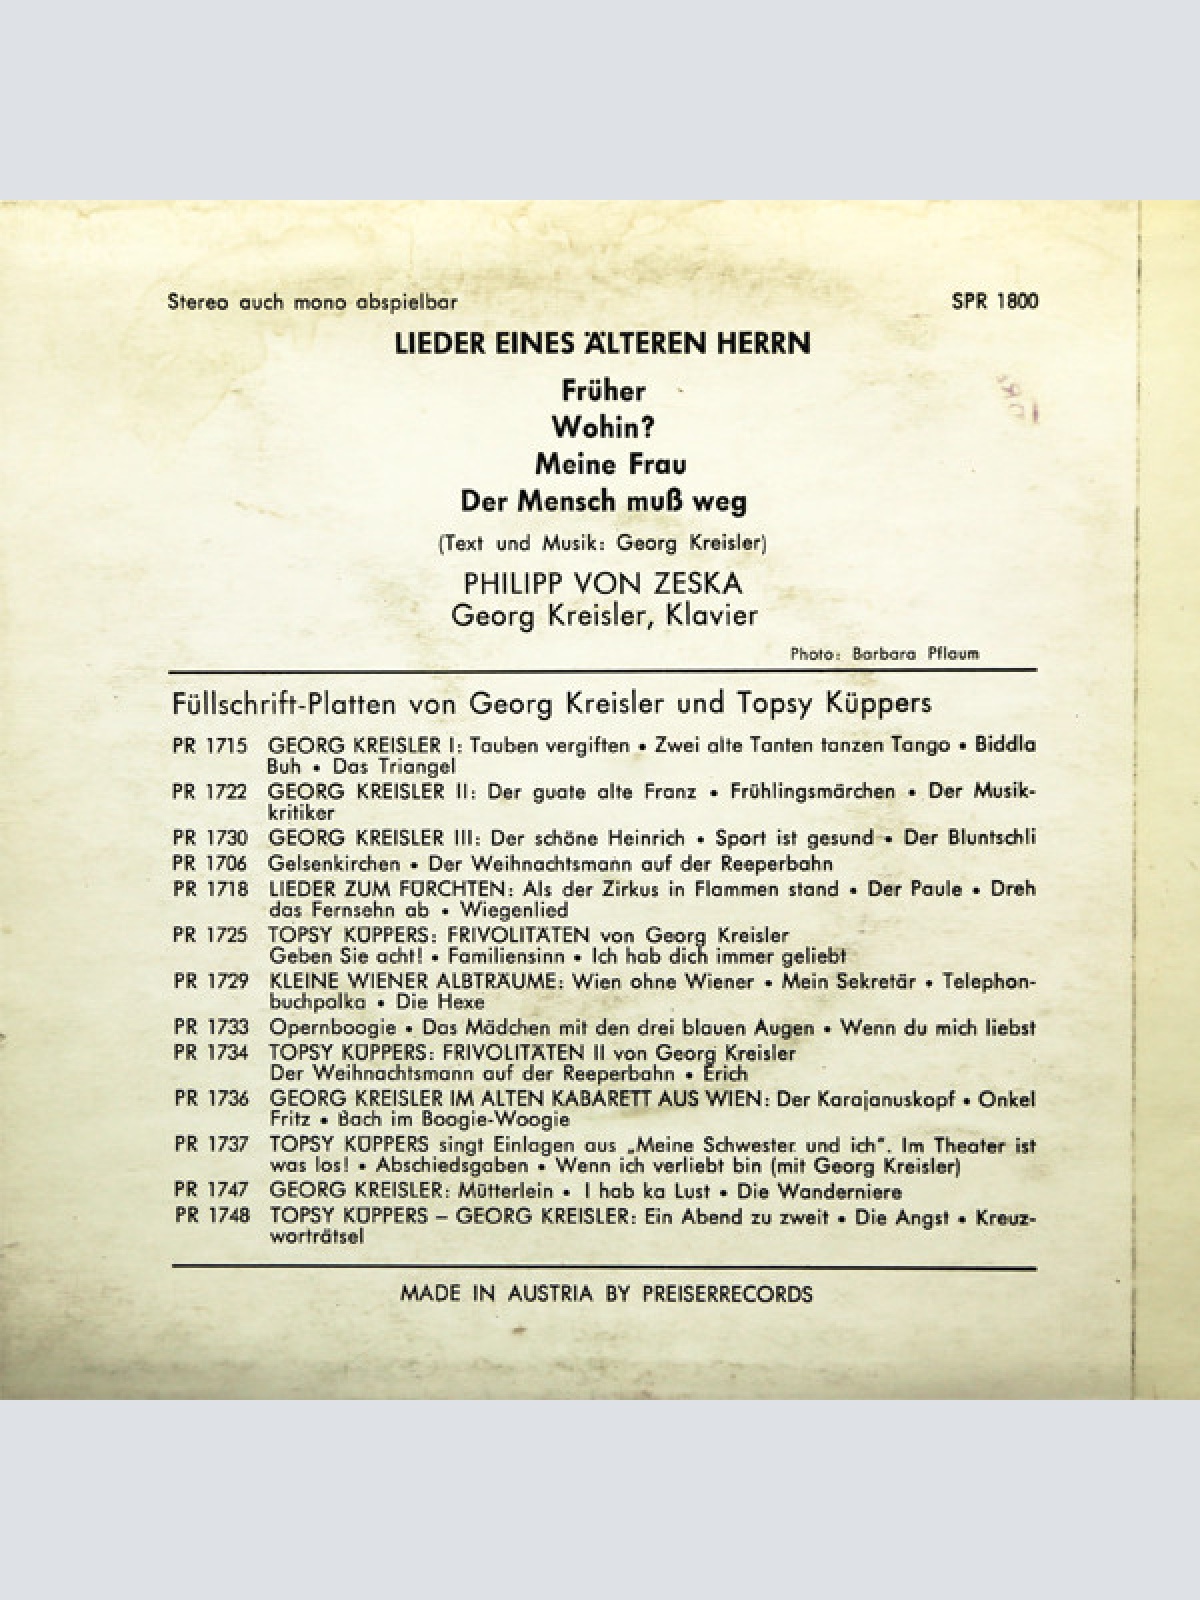 Stereo auch mono abspielbar SPR 1800
LIEDER EINES ÄLTEREN HERRN
Früher
Wohin?
Meine Frau
Der Mensch muß weg
(Text und Musik: Georg Kreisler)
PHILIPP VON ZESKA
Georg Kreisler, Klavier
Photo: Barbara Pflaum
Füllschrift-Platten von Georg Kreisler und Topsy Küppers
PR 1715 GEORG KREISLER I: Tauben vergiften • Zwei alte Tanten tanzen Tango • Biddla
Buh • Das Triangel
PR 1722 GEORG KREISLER II: Der guate alte Franz • Frühlingsmärchen • Der Musik-
kritiker
PR 1730 GEORG KREISLER III: Der schöne Heinrich • Sport ist gesund • Der Bluntschli
PR 1706 Gelsenkirchen • Der Weihnachtsmann auf der Reeperbahn
PR 1718 LIEDER ZUM FÜRCHTEN: Als der Zirkus in Flammen stand • Der Paule • Dreh
das Fernsehn ab • Wiegenlied
PR 1725 TOPSY KÜPPERS: FRIVOLITÄTEN von Georg Kreisler
Geben Sie acht! • Familiensinn • Ich hab dich immer geliebt
PR 1729 KLEINE WIENER ALBTRÄUME: Wien ohne Wiener • Mein Sekretär • Telephon-
buchpolka • Die Hexe
PR 1733 Opernboogie • Das Mädchen mit den drei blauen Augen • Wenn du mich liebst
PR 1734 TOPSY KÜPPERS: FRIVOLITÄTEN II von Georg Kreisler
Der Weihnachtsmann auf der Reeperbahn • Erich
PR 1736 GEORG KREISLER IM ALTEN KABARETT AUS WIEN: Der Karajanuskopf • Onkel
Fritz • Bach im Boogie-Woogie
PR 1737 TOPSY KÜPPERS singt Einlagen aus „Meine Schwester und ich". Im Theater ist
was los! • Abschiedsgaben • Wenn ich verliebt bin (mit Georg Kreisler)
PR 1747 GEORG KREISLER: Mütterlein • I hab ka Lust • Die Wanderniere
PR 1748 TOPSY KÜPPERS – GEORG KREISLER: Ein Abend zu zweit • Die Angst • Kreuz-
worträtsel
MADE IN AUSTRIA BY PREISERRECORDS